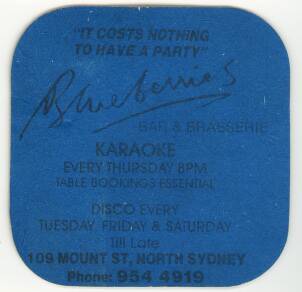 "IT COSTS NOTHING
TO HAVE A PARTY"
Blueberries
BAR & BRASSERIE
KARAOKE
EVERY THURSDAY 8PM
TABLE BOOKINGS ESSENTIAL
DISCO EVERY
TUESDAY, FRIDAY & SATURDAY
Till Late
109 MOUNT ST, NORTH SYDNEY
Phone: 954 4919